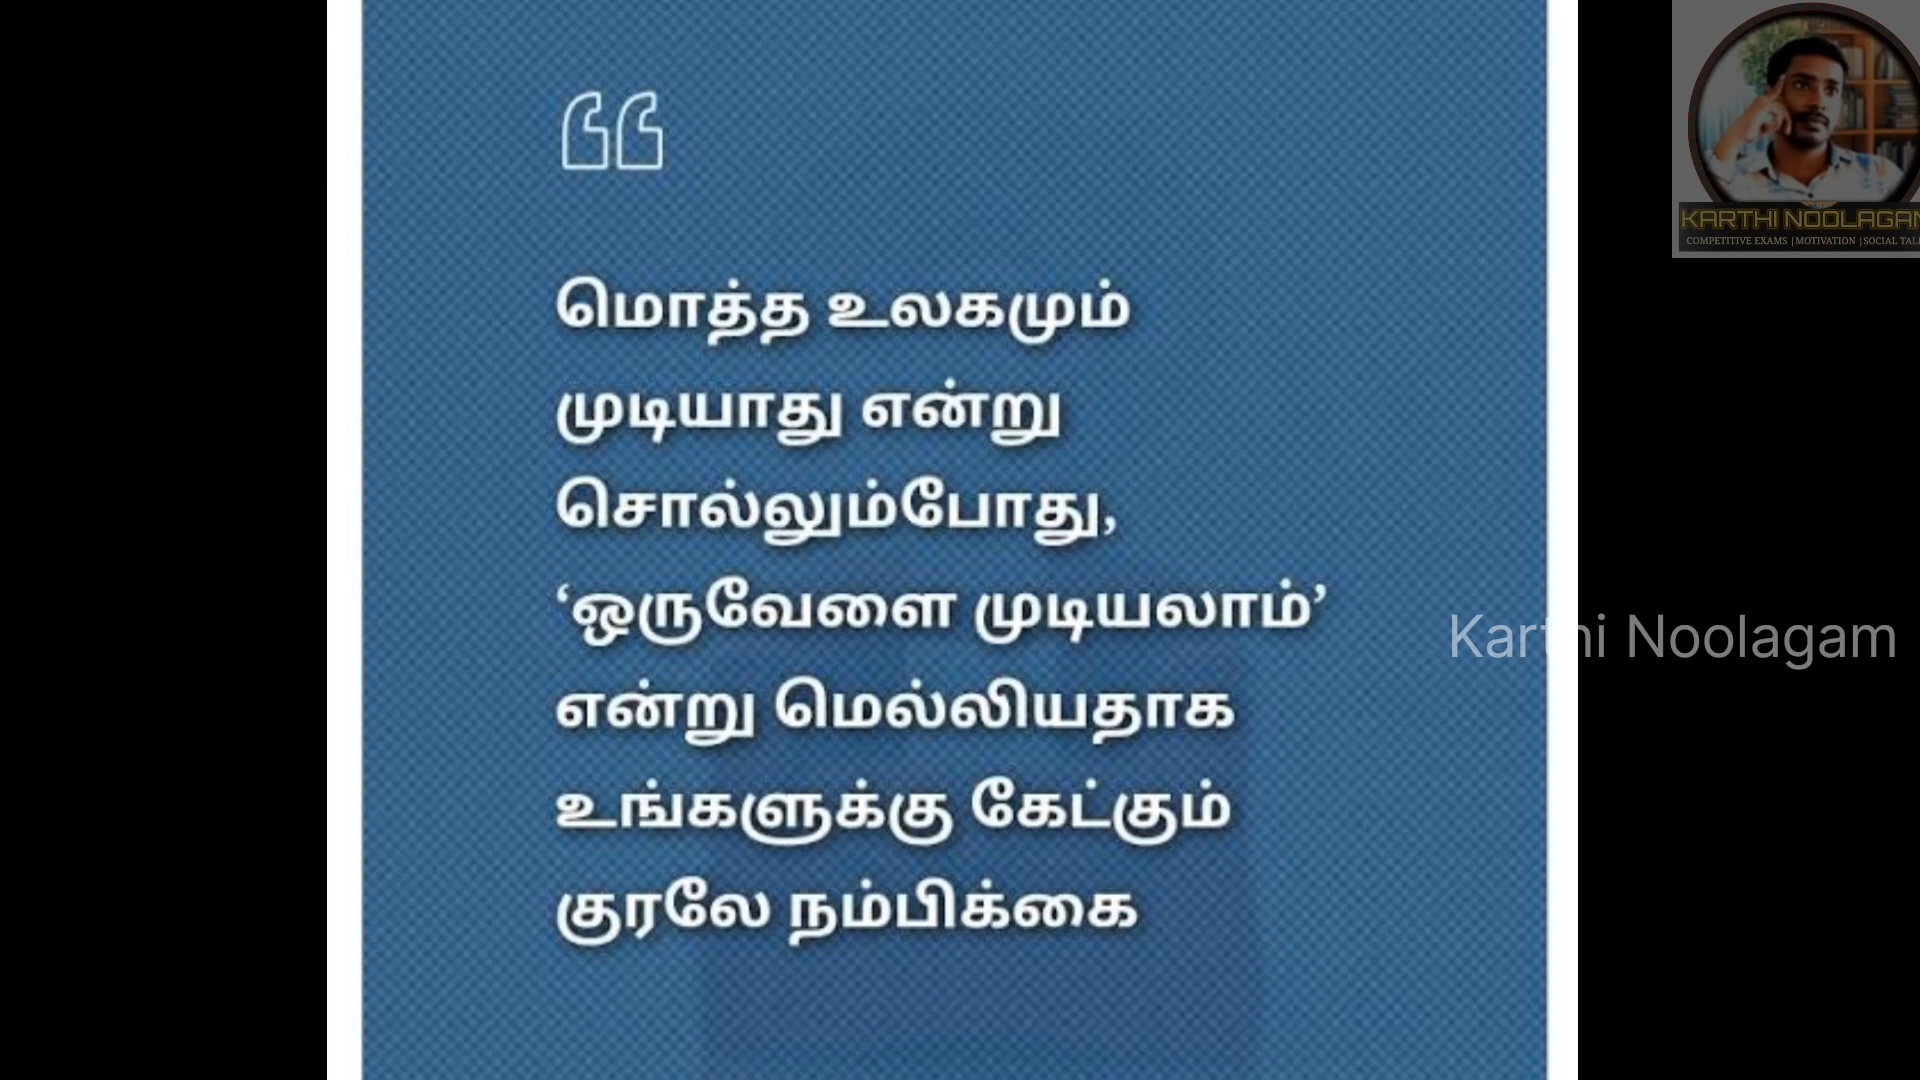 மொத்த உலகமும்
முடியாது என்று
சொல்லும்போது,
‘ஒருவேளை முடியலாம்’
என்று மெல்லியதாக
உங்களுக்கு கேட்கும்
குரலே நம்பிக்கை
KARTHI NOOLAGAM
COMPETITIVE EXAMS | MOTIVATION | SOCIAL TAL
Karthi Noolagam